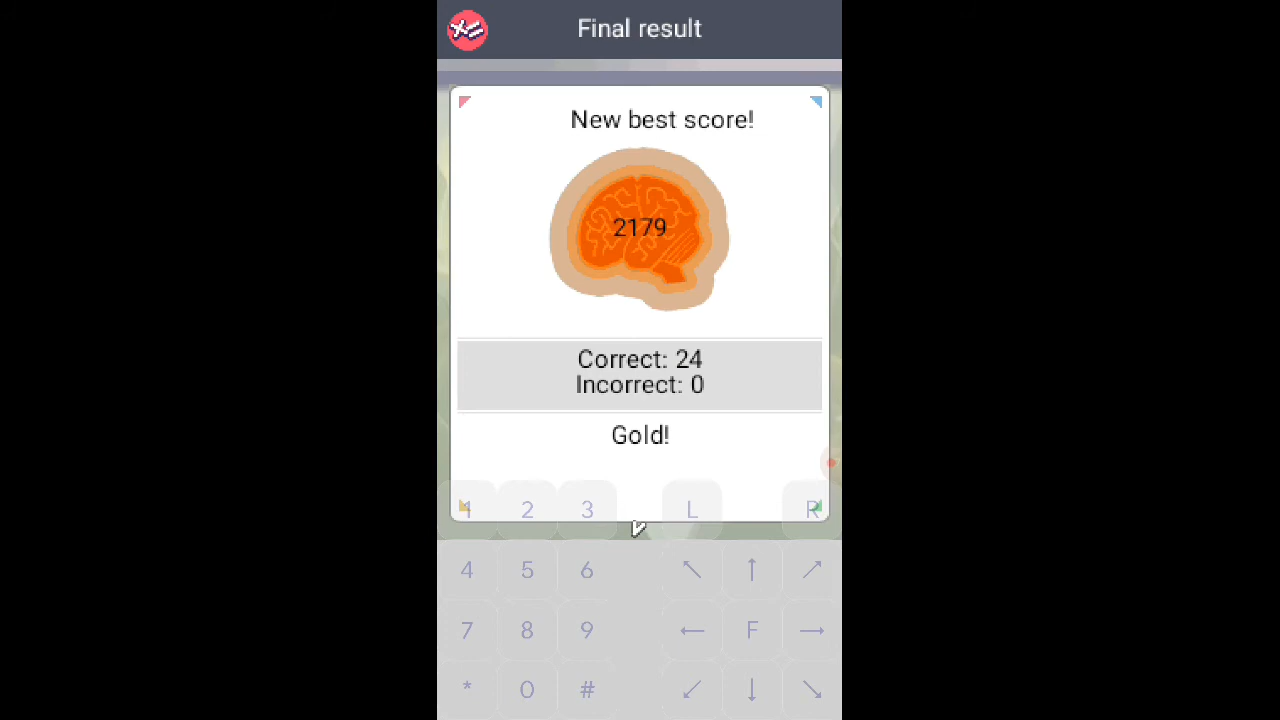 Final result
New best score!
2179
Correct: 24
Incorrect: 0
Gold!
1 2 3 L R
4 5 6 ↖ ↑ ↗
7 8 9 ← F →
* 0 # ↙ ↓ ↘